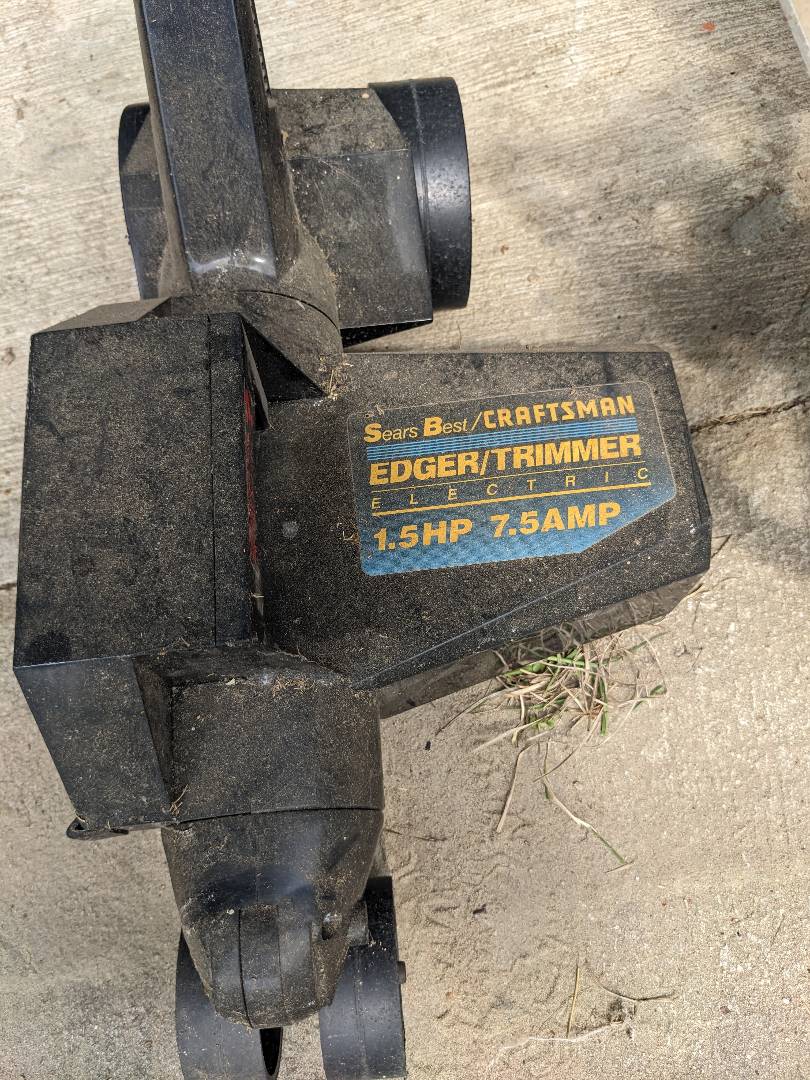 Sears Best/CRAFTSMAN
EDGER/TRIMMER
ELECTRIC
1.5HP 7.5AMP